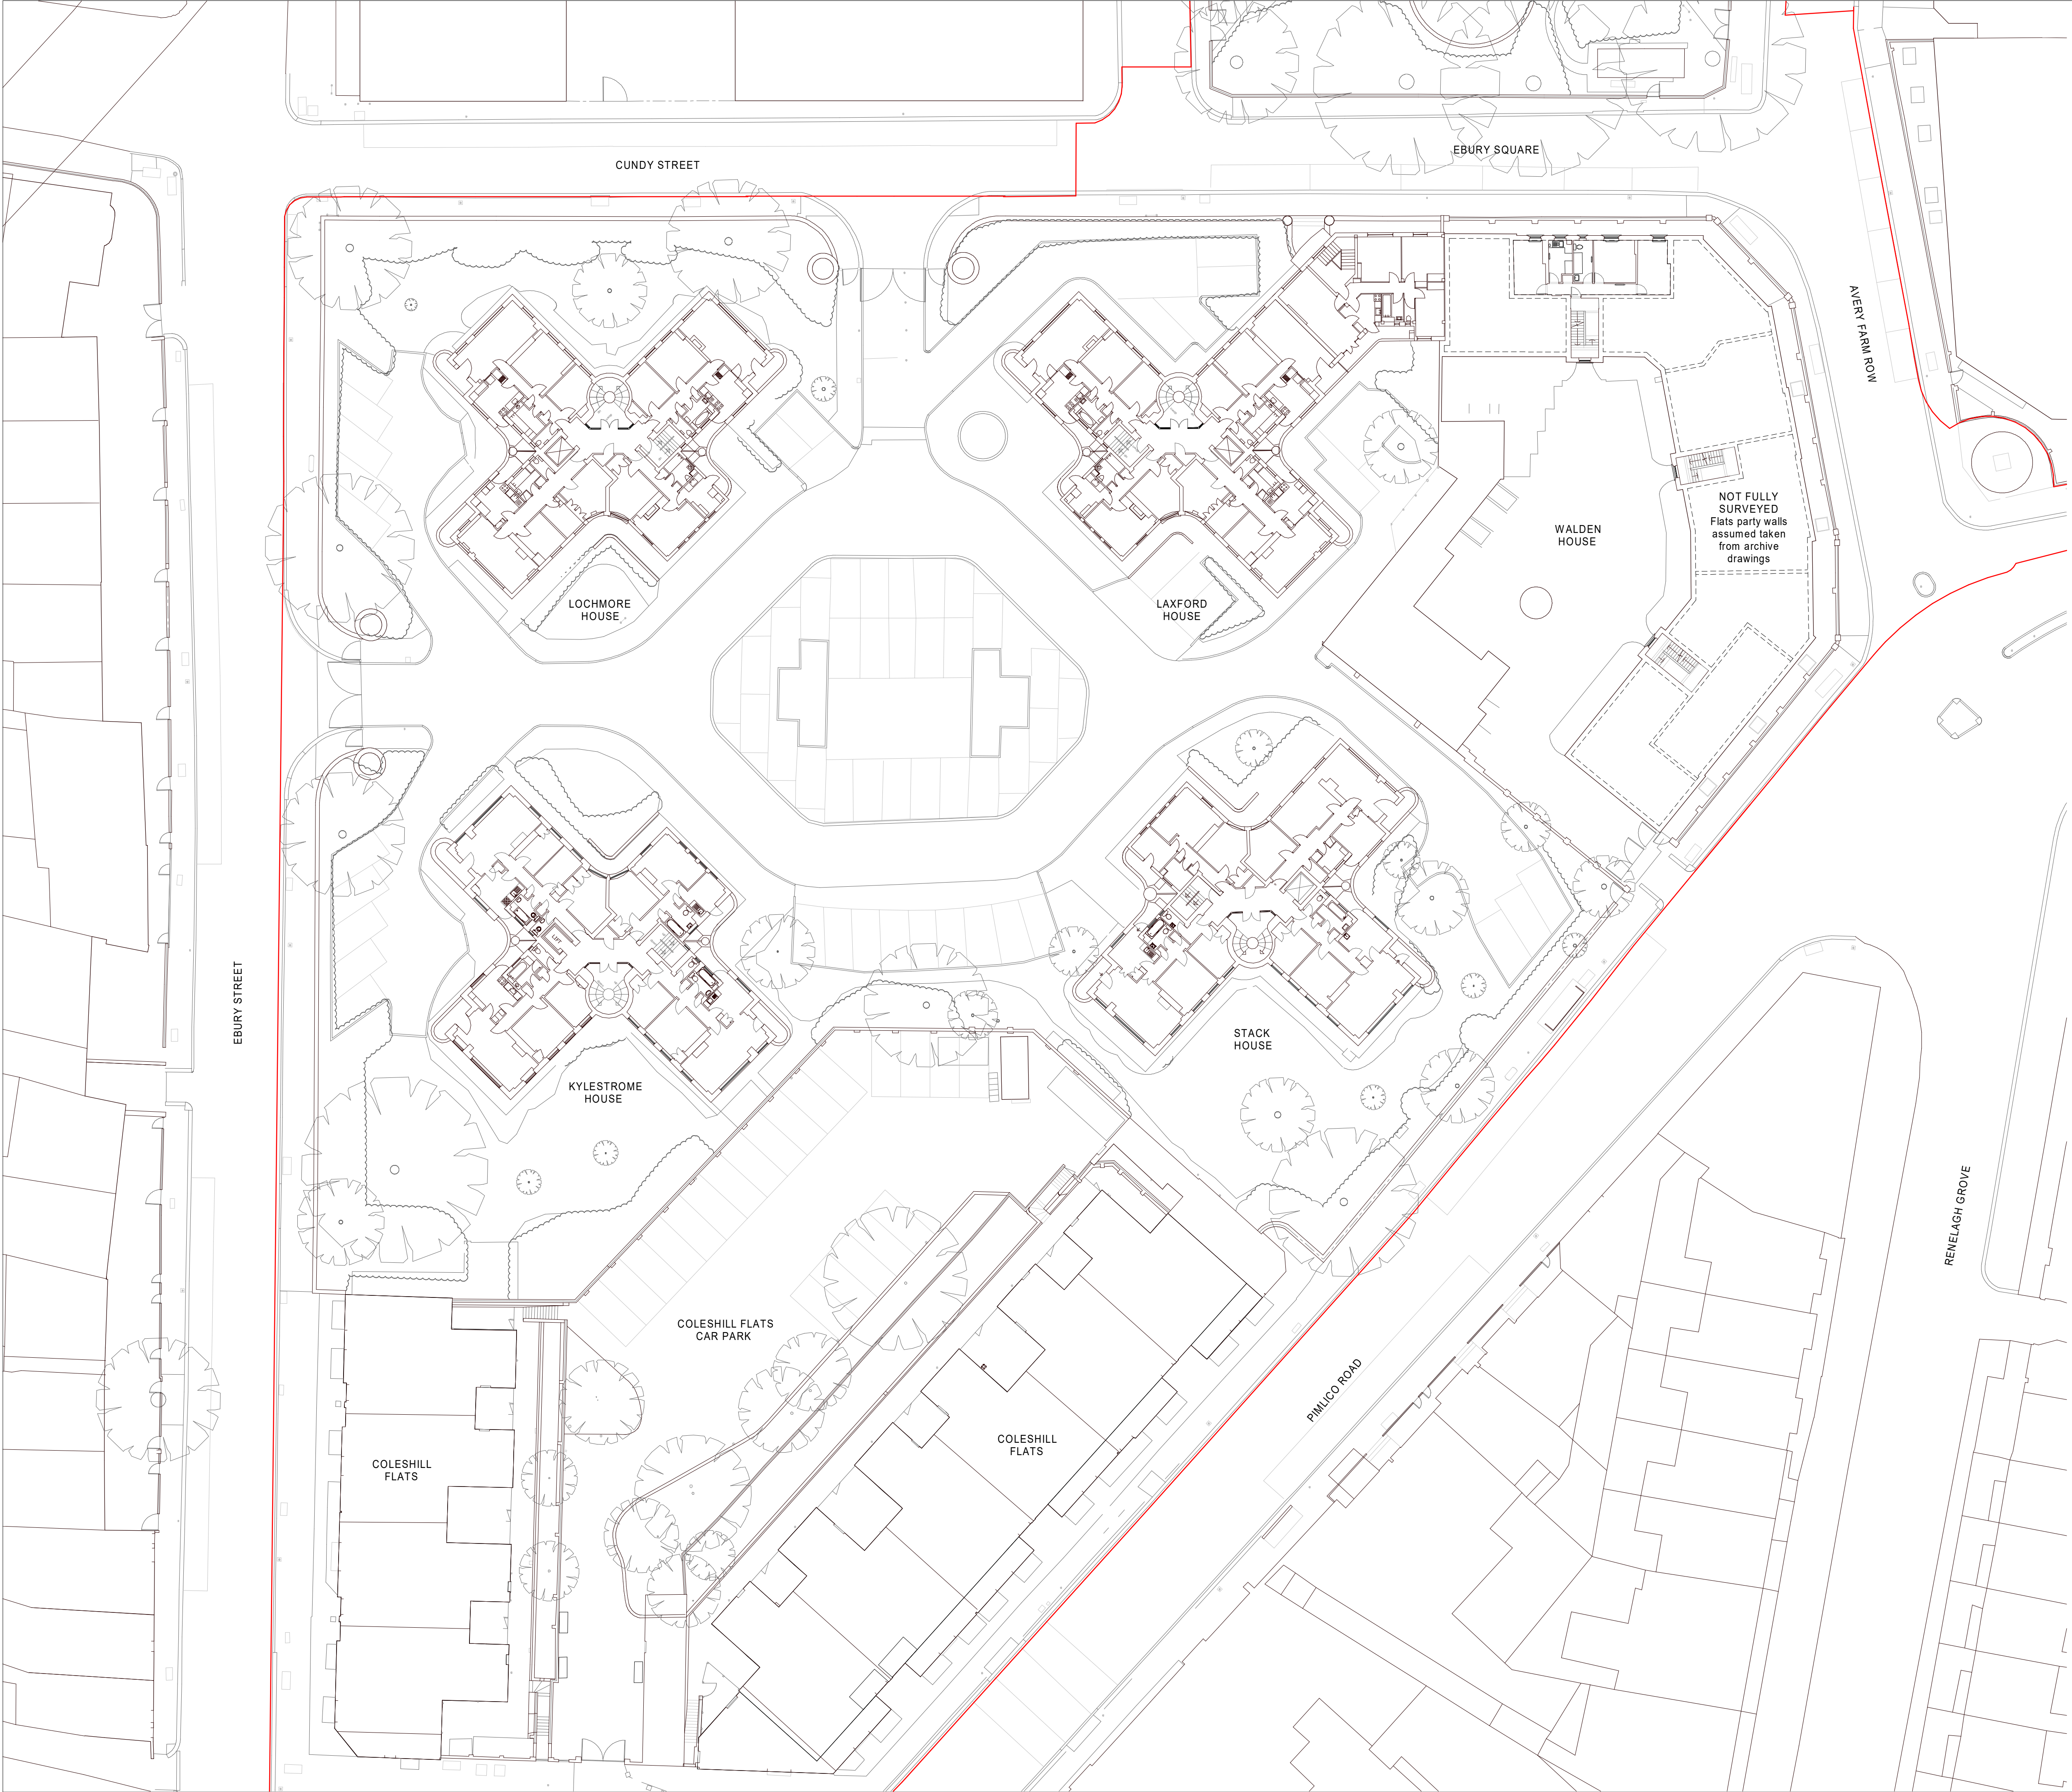 CUNDY STREET
EBURY SQUARE
AVERY FARM ROW
NOT FULLY
SURVEYED
Flats party walls
assumed taken
from archive
drawings
WALDEN
HOUSE
LOCHMORE
HOUSE
LAXFORD
HOUSE
LIFT
EBURY STREET
STACK
HOUSE
KYLESTROME
HOUSE
RENELAGH GROVE
COLESHILL FLATS
CAR PARK
PIMLICO ROAD
COLESHILL
FLATS
COLESHILL
FLATS